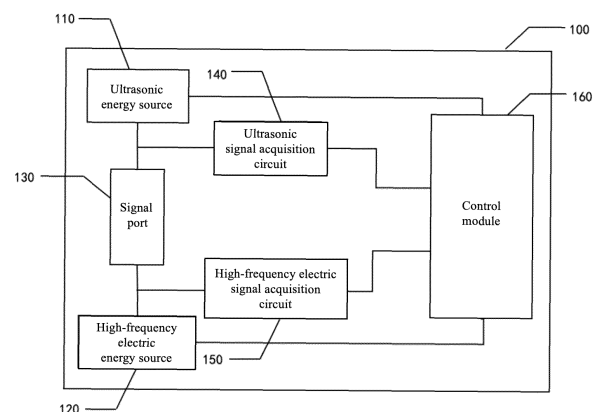 110
100
Ultrasonic
energy source
140
160
Ultrasonic
signal acquisition
circuit
130
Signal
port
Control
module
High-frequency electric
signal acquisition
circuit
High-frequency
electric
energy source
150
120